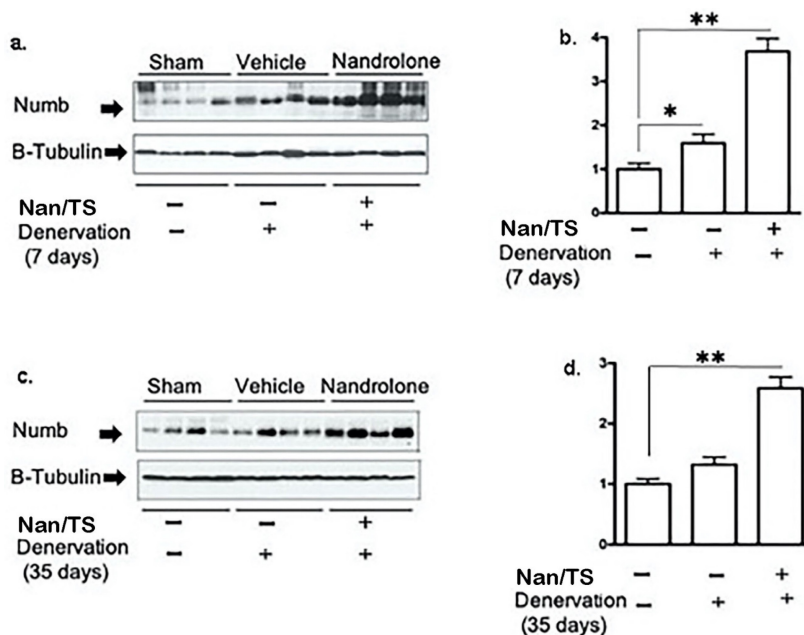 a.
Sham Vehicle Nandrolone
Numb
B-Tubulin
Nan/TS − − +
Denervation − + +
(7 days)
b.
**
*
4
3
2
1
0
Nan/TS − − +
Denervation − + +
(7 days)
c.
Sham Vehicle Nandrolone
Numb
B-Tubulin
Nan/TS − − +
Denervation − + +
(35 days)
d.
**
3
2
1
0
Nan/TS − − +
Denervation − + +
(35 days)